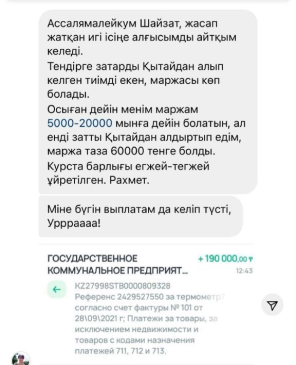 Ассалямалейкум Шайзат, жасап
жатқан игі ісіңе алғысымды айтқым
келеді.
Тендірге затарды Қытайдан алып
келген тиімді екен, маржасы көп
болады.
Осыған дейін менім маржам
5000-20000 мынға дейін болатын, ал
енді затты Қытайдан алдыртып едім,
маржа таза 60000 тенге болды.
Курста барлығы егжей-тегжей
үйретілген. Рахмет.
Міне бүгін выплатам да келіп түсті,
Уррраааа!
ГОСУДАРСТВЕННОЕ + 190 000,00 ₸
КОММУНАЛЬНОЕ ПРЕДПРИЯТ... 12:43
KZ27998STB0000809328
Референс 2429527550 за термометр
согласно счет фактуры № 101 от
28\09\2021 г; Платежи за товары, за
исключением недвижимости и
товаров с кодами назначения
платежей 711, 712 и 713.